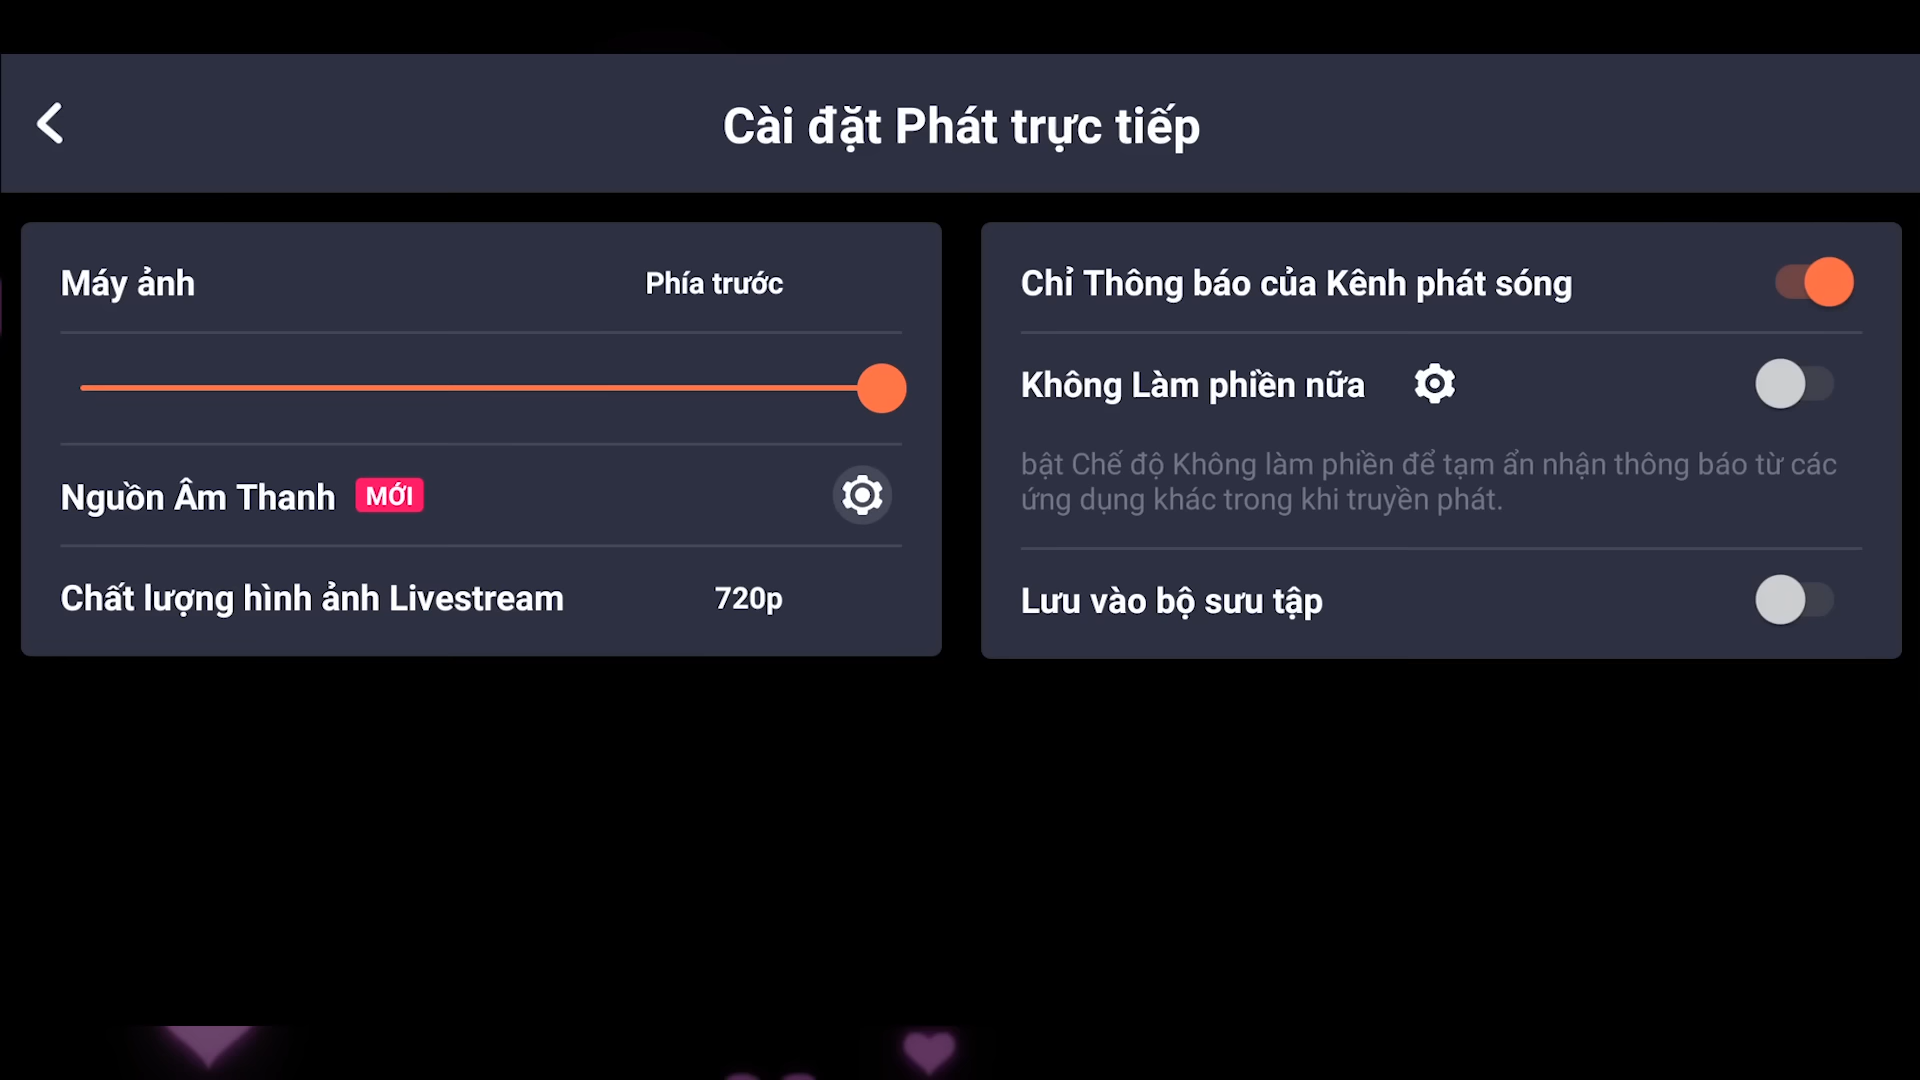 Cài đặt Phát trực tiếp
Máy ảnh
Phía trước
Nguồn Âm Thanh MỚI
Chất lượng hình ảnh Livestream
720p
Chỉ Thông báo của Kênh phát sóng
Không Làm phiền nữa
bật Chế độ Không làm phiền để tạm ẩn nhận thông báo từ các
ứng dụng khác trong khi truyền phát.
Lưu vào bộ sưu tập